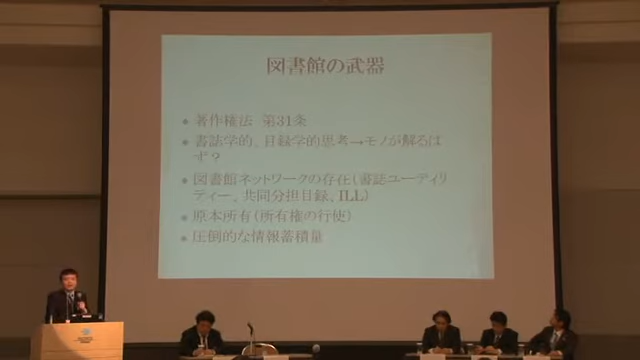 図書館の武器
● 著作権法 第31条
● 書誌学的、目録学的思考→モノが解るは
ず？
● 図書館ネットワークの存在（書誌ユーティリ
ティー、共同分担目録、ILL）
● 原本所有（所有権の行使）
● 圧倒的な情報蓄積量